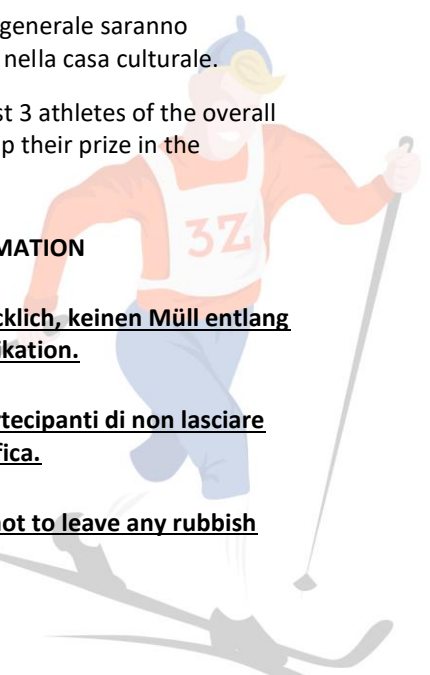 generale saranno
nella casa culturale.
st 3 athletes of the overall
p their prize in the
MATION
cklich, keinen Müll entlang
ikation.
rtecipanti di non lasciare
fica.
not to leave any rubbish
3Z